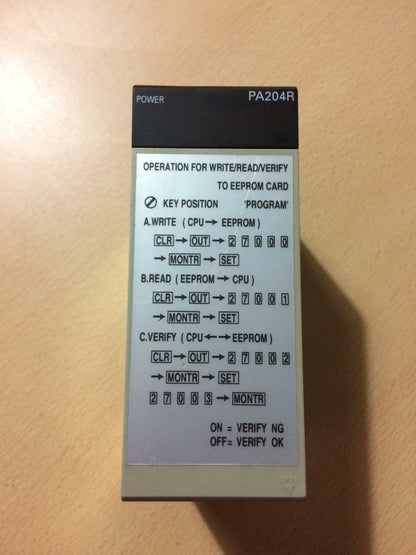 POWER PA204R
OPERATION FOR WRITE/READ/VERIFY
TO EEPROM CARD
KEY POSITION 'PROGRAM'
A.WRITE (CPU→ EEPROM)
CLR → OUT → 2 7 0 0 0
→ MONTR → SET
B.READ (EEPROM → CPU)
CLR → OUT → 2 7 0 0 1
→ MONTR → SET
C.VERIFY (CPU ←→ EEPROM)
CLR → OUT → 2 7 0 0 2
→ MONTR → SET
2 7 0 0 3 → MONTR
ON = VERIFY NG
OFF= VERIFY OK
OPEN